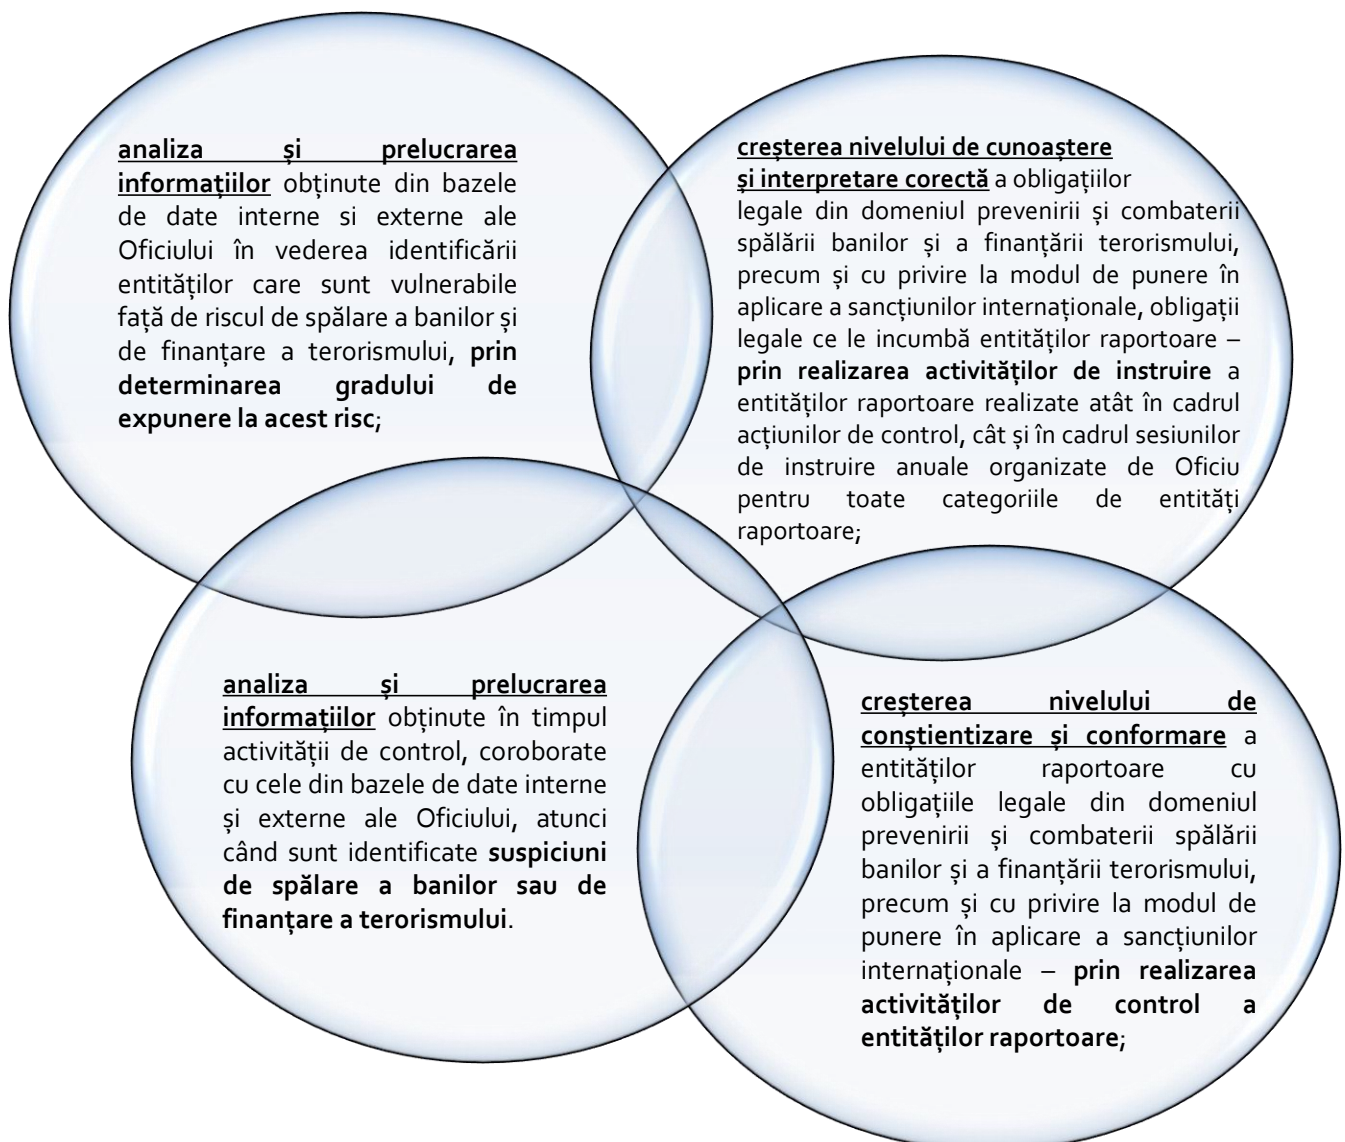 analiza și prelucrarea
informațiilor obținute din bazele
de date interne si externe ale
Oficiului în vederea identificării
entităților care sunt vulnerabile
față de riscul de spălare a banilor și
de finanțare a terorismului, prin
determinarea gradului de
expunere la acest risc;
creșterea nivelului de cunoaștere
și interpretare corectă a obligațiilor
legale din domeniul prevenirii și combaterii
spălării banilor și a finanțării terorismului,
precum și cu privire la modul de punere în
aplicare a sancțiunilor internaționale, obligații
legale ce le incumbă entităților raportoare –
prin realizarea activităților de instruire a
entităților raportoare realizate atât în cadrul
acțiunilor de control, cât și în cadrul sesiunilor
de instruire anuale organizate de Oficiu
pentru toate categoriile de entități
raportoare;
analiza și prelucrarea
informațiilor obținute în timpul
activității de control, coroborate
cu cele din bazele de date interne
și externe ale Oficiului, atunci
când sunt identificate suspiciuni
de spălare a banilor sau de
finanțare a terorismului.
creșterea nivelului de
conștientizare și conformare a
entităților raportoare cu
obligațiile legale din domeniul
prevenirii și combaterii spălării
banilor și a finanțării terorismului,
precum și cu privire la modul de
punere în aplicare a sancțiunilor
internaționale – prin realizarea
activităților de control a
entităților raportoare;